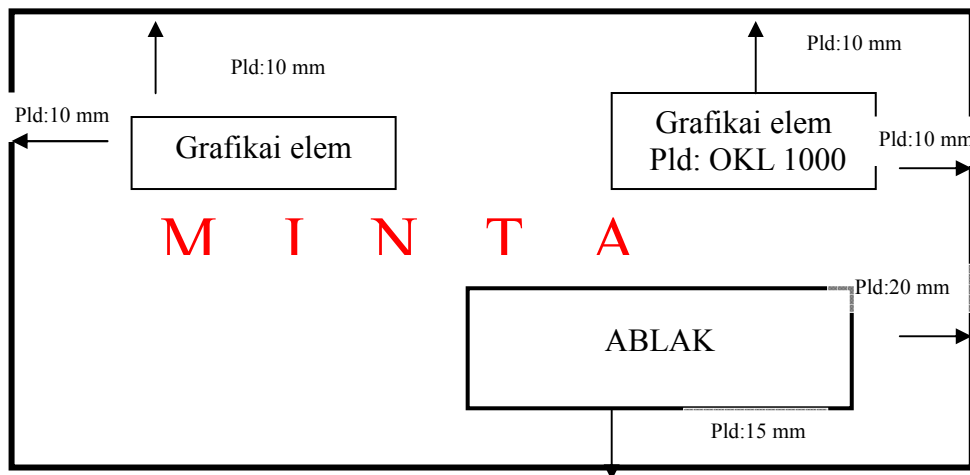 Pld:10 mm
Pld:10 mm
Pld:10 mm
Grafikai elem
Grafikai elem
Pld: OKL 1000
Pld:10 mm
M I N T A
Pld:20 mm
ABLAK
Pld:15 mm